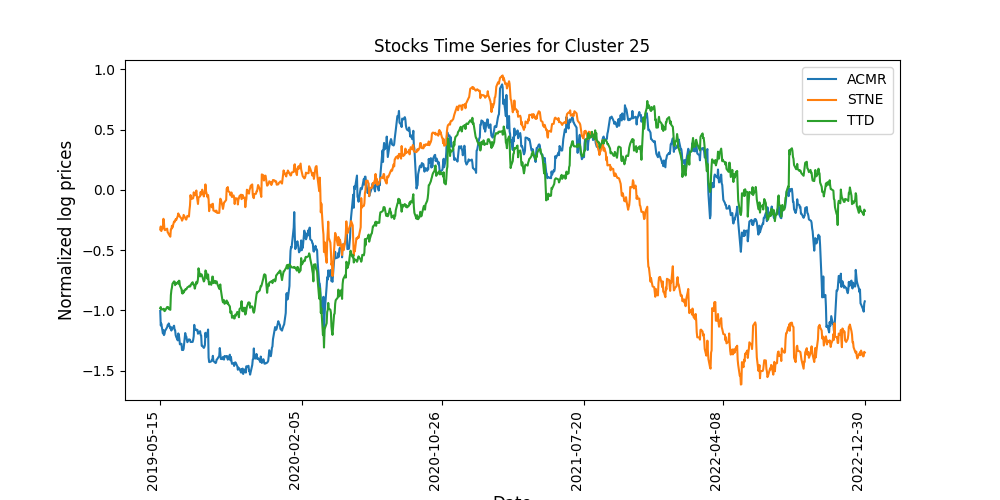 Stocks Time Series for Cluster 25
Normalized log prices
1.0
0.5
0.0
−0.5
−1.0
−1.5
ACMR
STNE
TTD
2019-05-15
2020-02-05
2020-10-26
2021-07-20
2022-04-08
2022-12-30
Date